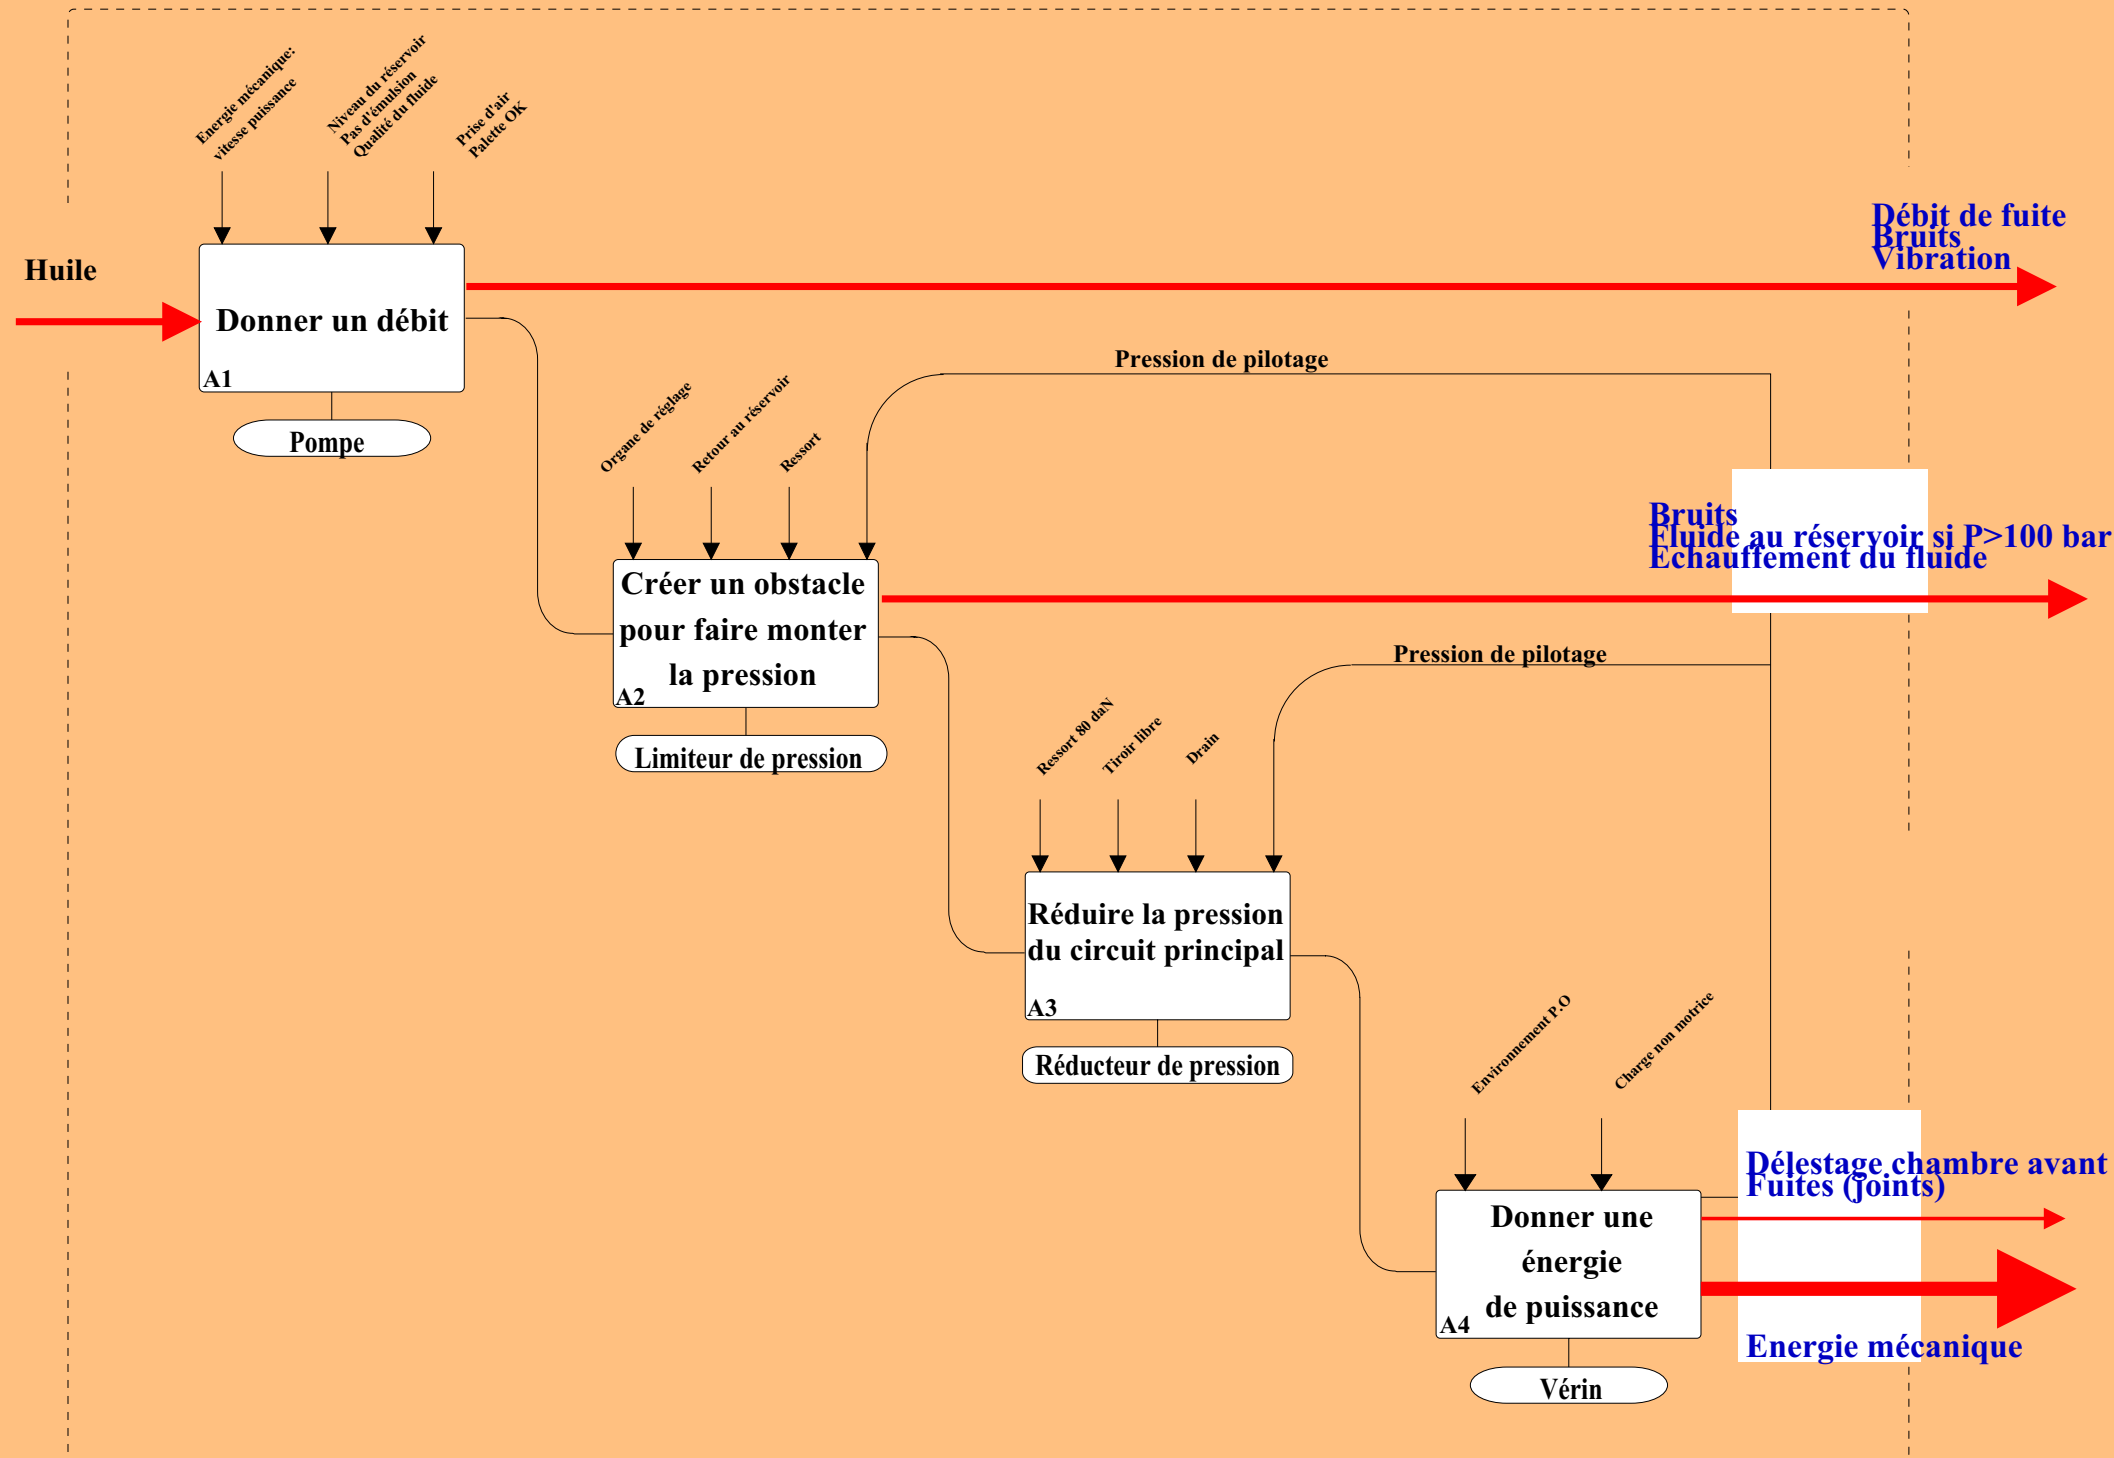 Energie mécanique:
vitesse puissance
Niveau du réservoir
Pas d'émulsion
Qualité du fluide
Prise d'air
Palette OK
Débit de fuite
Bruits
Vibration
Huile
Donner un débit
A1
Pompe
Pression de pilotage
Organe de réglage
Retour au réservoir
Ressort
Bruits
Fluide au réservoir si P>100 bar
Echauffement du fluide
Créer un obstacle
pour faire monter
la pression
A2
Limiteur de pression
Pression de pilotage
Ressort 80 daN
Tiroir libre
Drain
Réduire la pression
du circuit principal
A3
Réducteur de pression
Environnement P.O
Charge non motrice
Délestage chambre avant
Fuites (joints)
Donner une
énergie
de puissance
A4
Energie mécanique
Vérin